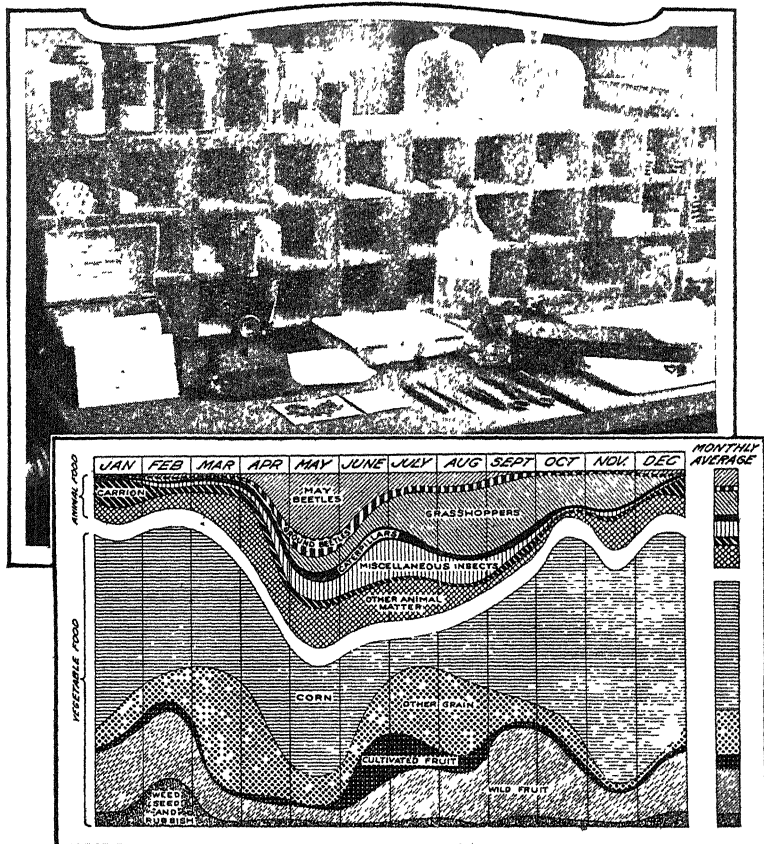 JAN FEB MAR APR MAY JUNE JULY AUG SEPT OCT NOV. DEC
MONTHLY
AVERAGE
ANIMAL FOOD
CARRION
MAY
BEETLES
GRASSHOPPERS
GROUND BEETLES
CATERPILLARS
MISCELLANEOUS INSECTS
OTHER ANIMAL
MATTER
VEGETABLE FOOD
CORN
OTHER GRAIN
CULTIVATED FRUIT
WILD FRUIT
WEED
SEED
AND
RUBBISH